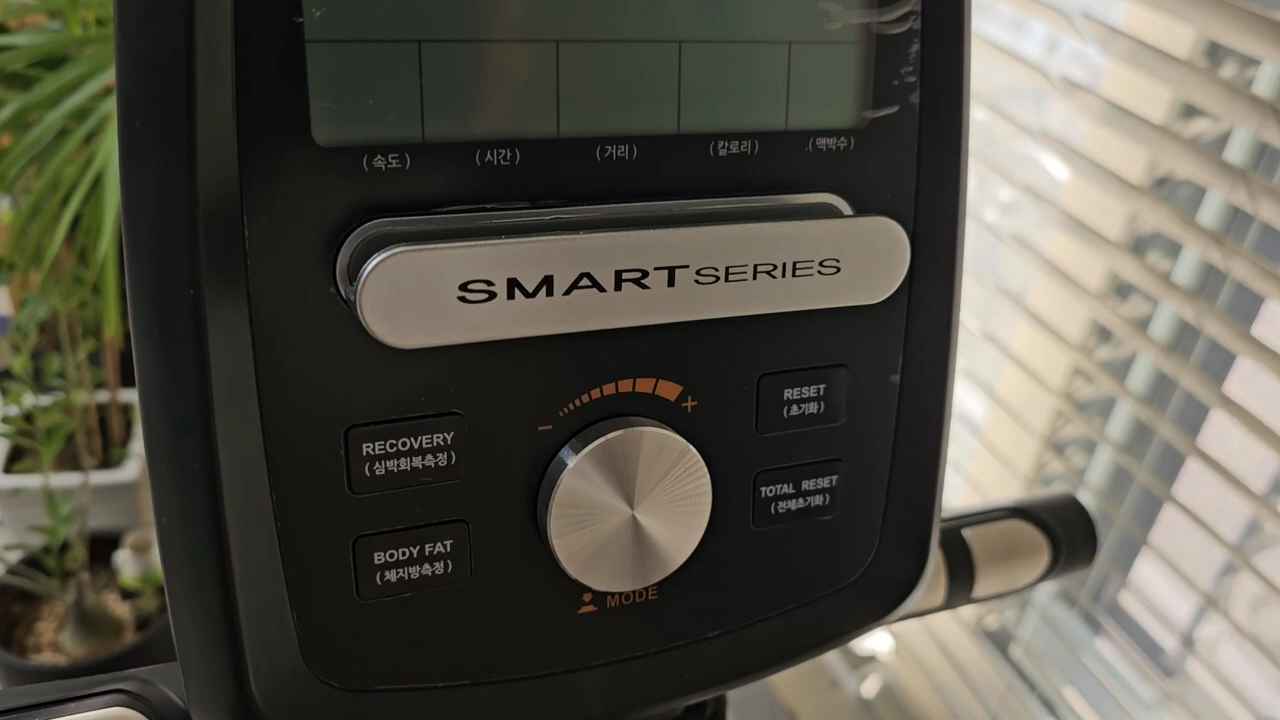 (속도) (시간) (거리) (칼로리) (맥박수)
SMART SERIES
RECOVERY
(심박회복측정)
BODY FAT
(체지방측정)
- +
MODE
RESET
(초기화)
TOTAL RESET
(전체초기화)